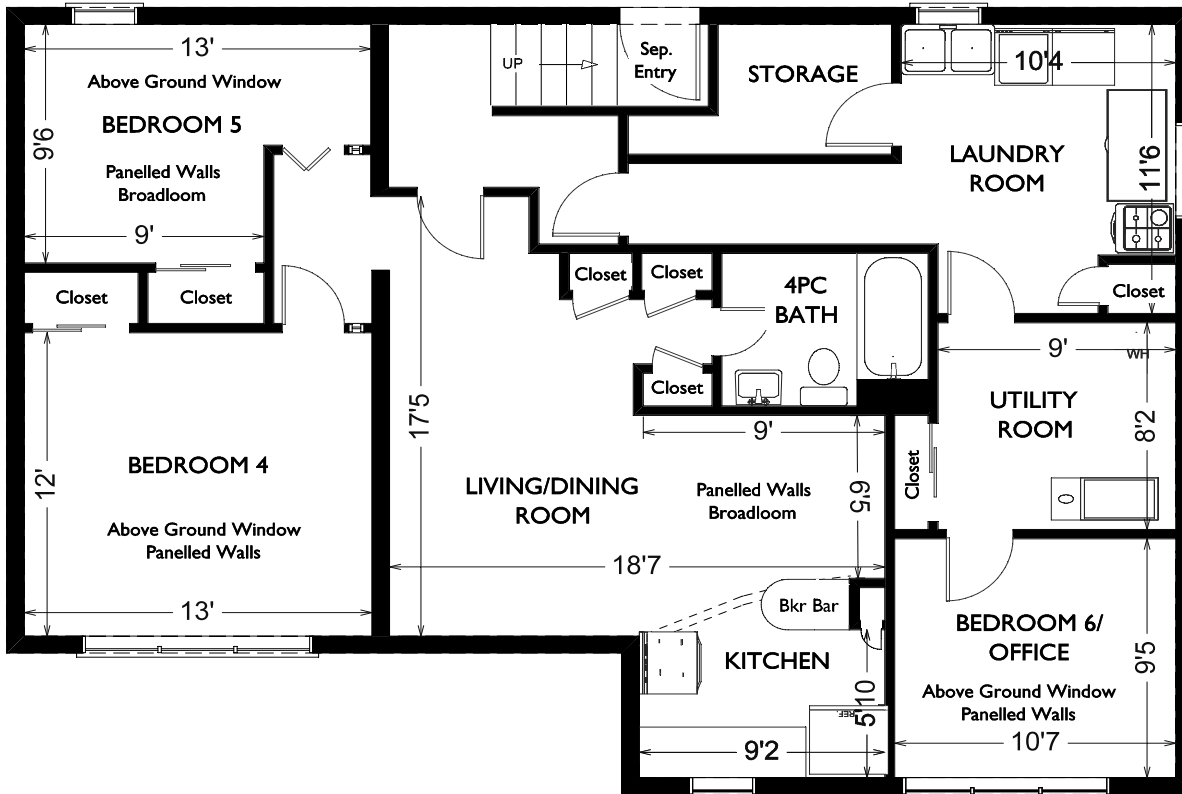 13'
Above Ground Window
BEDROOM 5
9'6
Panelled Walls
Broadloom
9'
Closet
Closet
UP
Sep.
Entry
STORAGE
10'4
LAUNDRY
ROOM
11'6
Closet
Closet
Closet
4PC
BATH
Closet
9'
WH
UTILITY
ROOM
8'2
Closet
12'
BEDROOM 4
Above Ground Window
Panelled Walls
13'
17'5
LIVING/DINING
ROOM
9'
Panelled Walls
Broadloom
6'5
18'7
Bkr Bar
KITCHEN
5'10
REF.
9'2
BEDROOM 6/
OFFICE
9'5
Above Ground Window
Panelled Walls
10'7